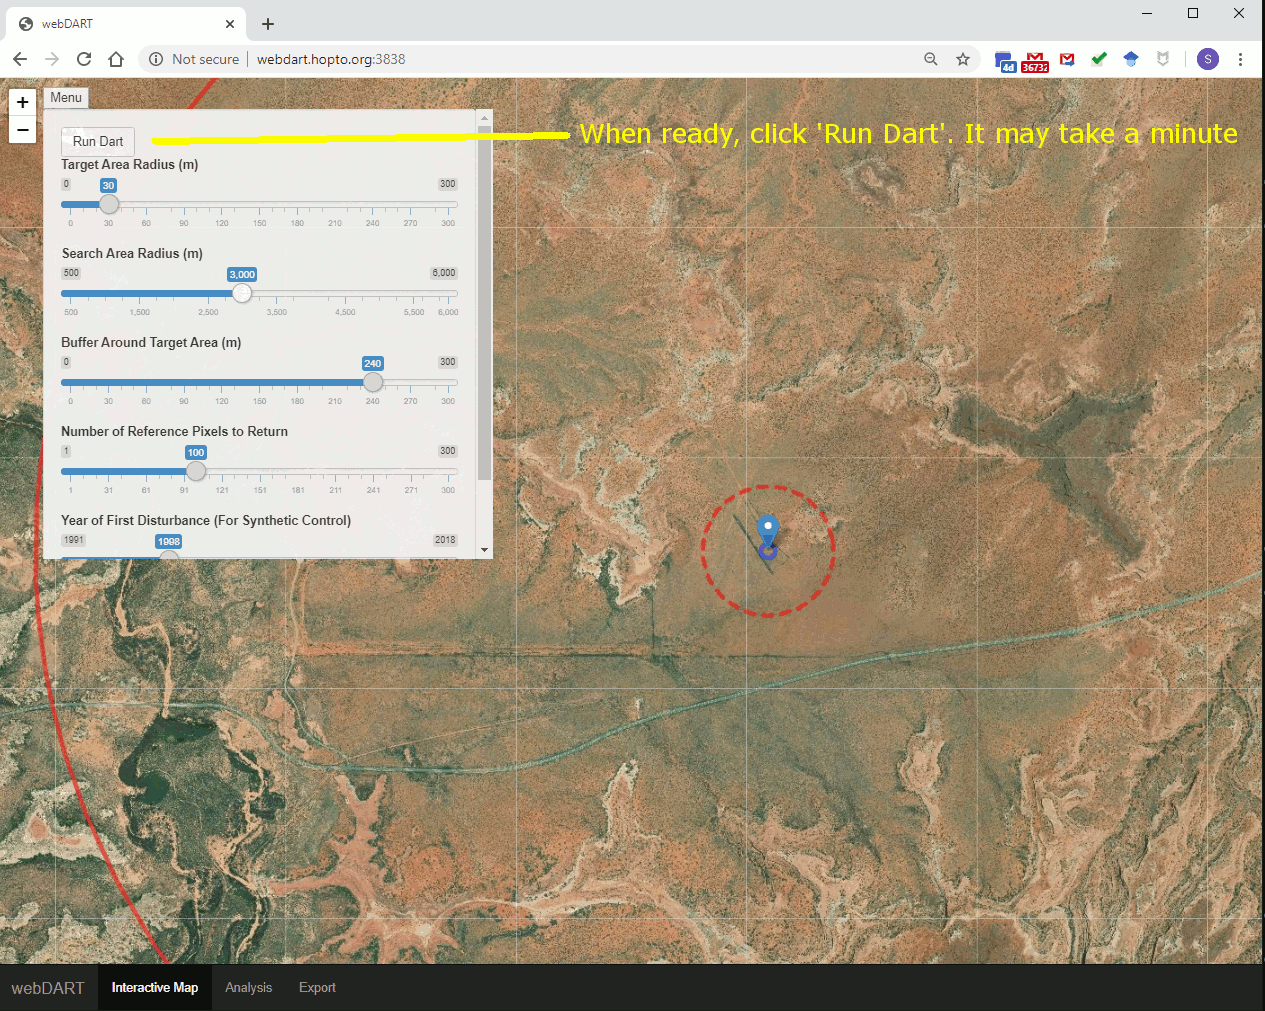 webDART
Not secure | webdart.hopto.org:3838
4d
36732
S
+
Menu
−
Run Dart
When ready, click 'Run Dart'. It may take a minute
Target Area Radius (m)
0 30 300
0 30 60 90 120 150 180 210 240 270 300
Search Area Radius (m)
500 3,000 6,000
500 1,500 2,500 3,500 4,500 5,500 6,000
Buffer Around Target Area (m)
0 240 300
0 30 60 90 120 150 180 210 240 270 300
Number of Reference Pixels to Return
1 100 300
1 31 61 91 121 151 181 211 241 271 300
Year of First Disturbance (For Synthetic Control)
1991 1998 2018
webDART Interactive Map Analysis Export